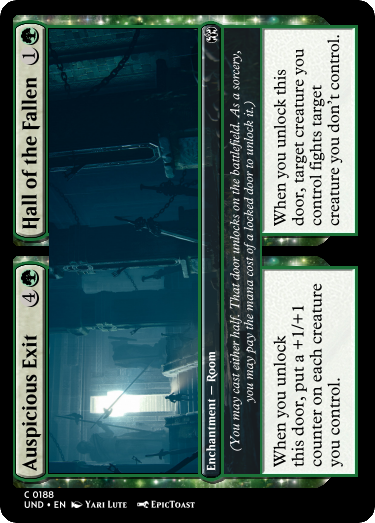 Auspicious Exit 4
Hall of the Fallen 1
Enchantment — Room
(You may cast either half. That door unlocks on the battlefield. As a sorcery,
you may pay the mana cost of a locked door to unlock it.)
When you unlock
this door, put a +1/+1
counter on each creature
you control.
When you unlock this
door, target creature you
control fights target
creature you don't control.
C 0188
UND • EN Yari Lute EpicToast